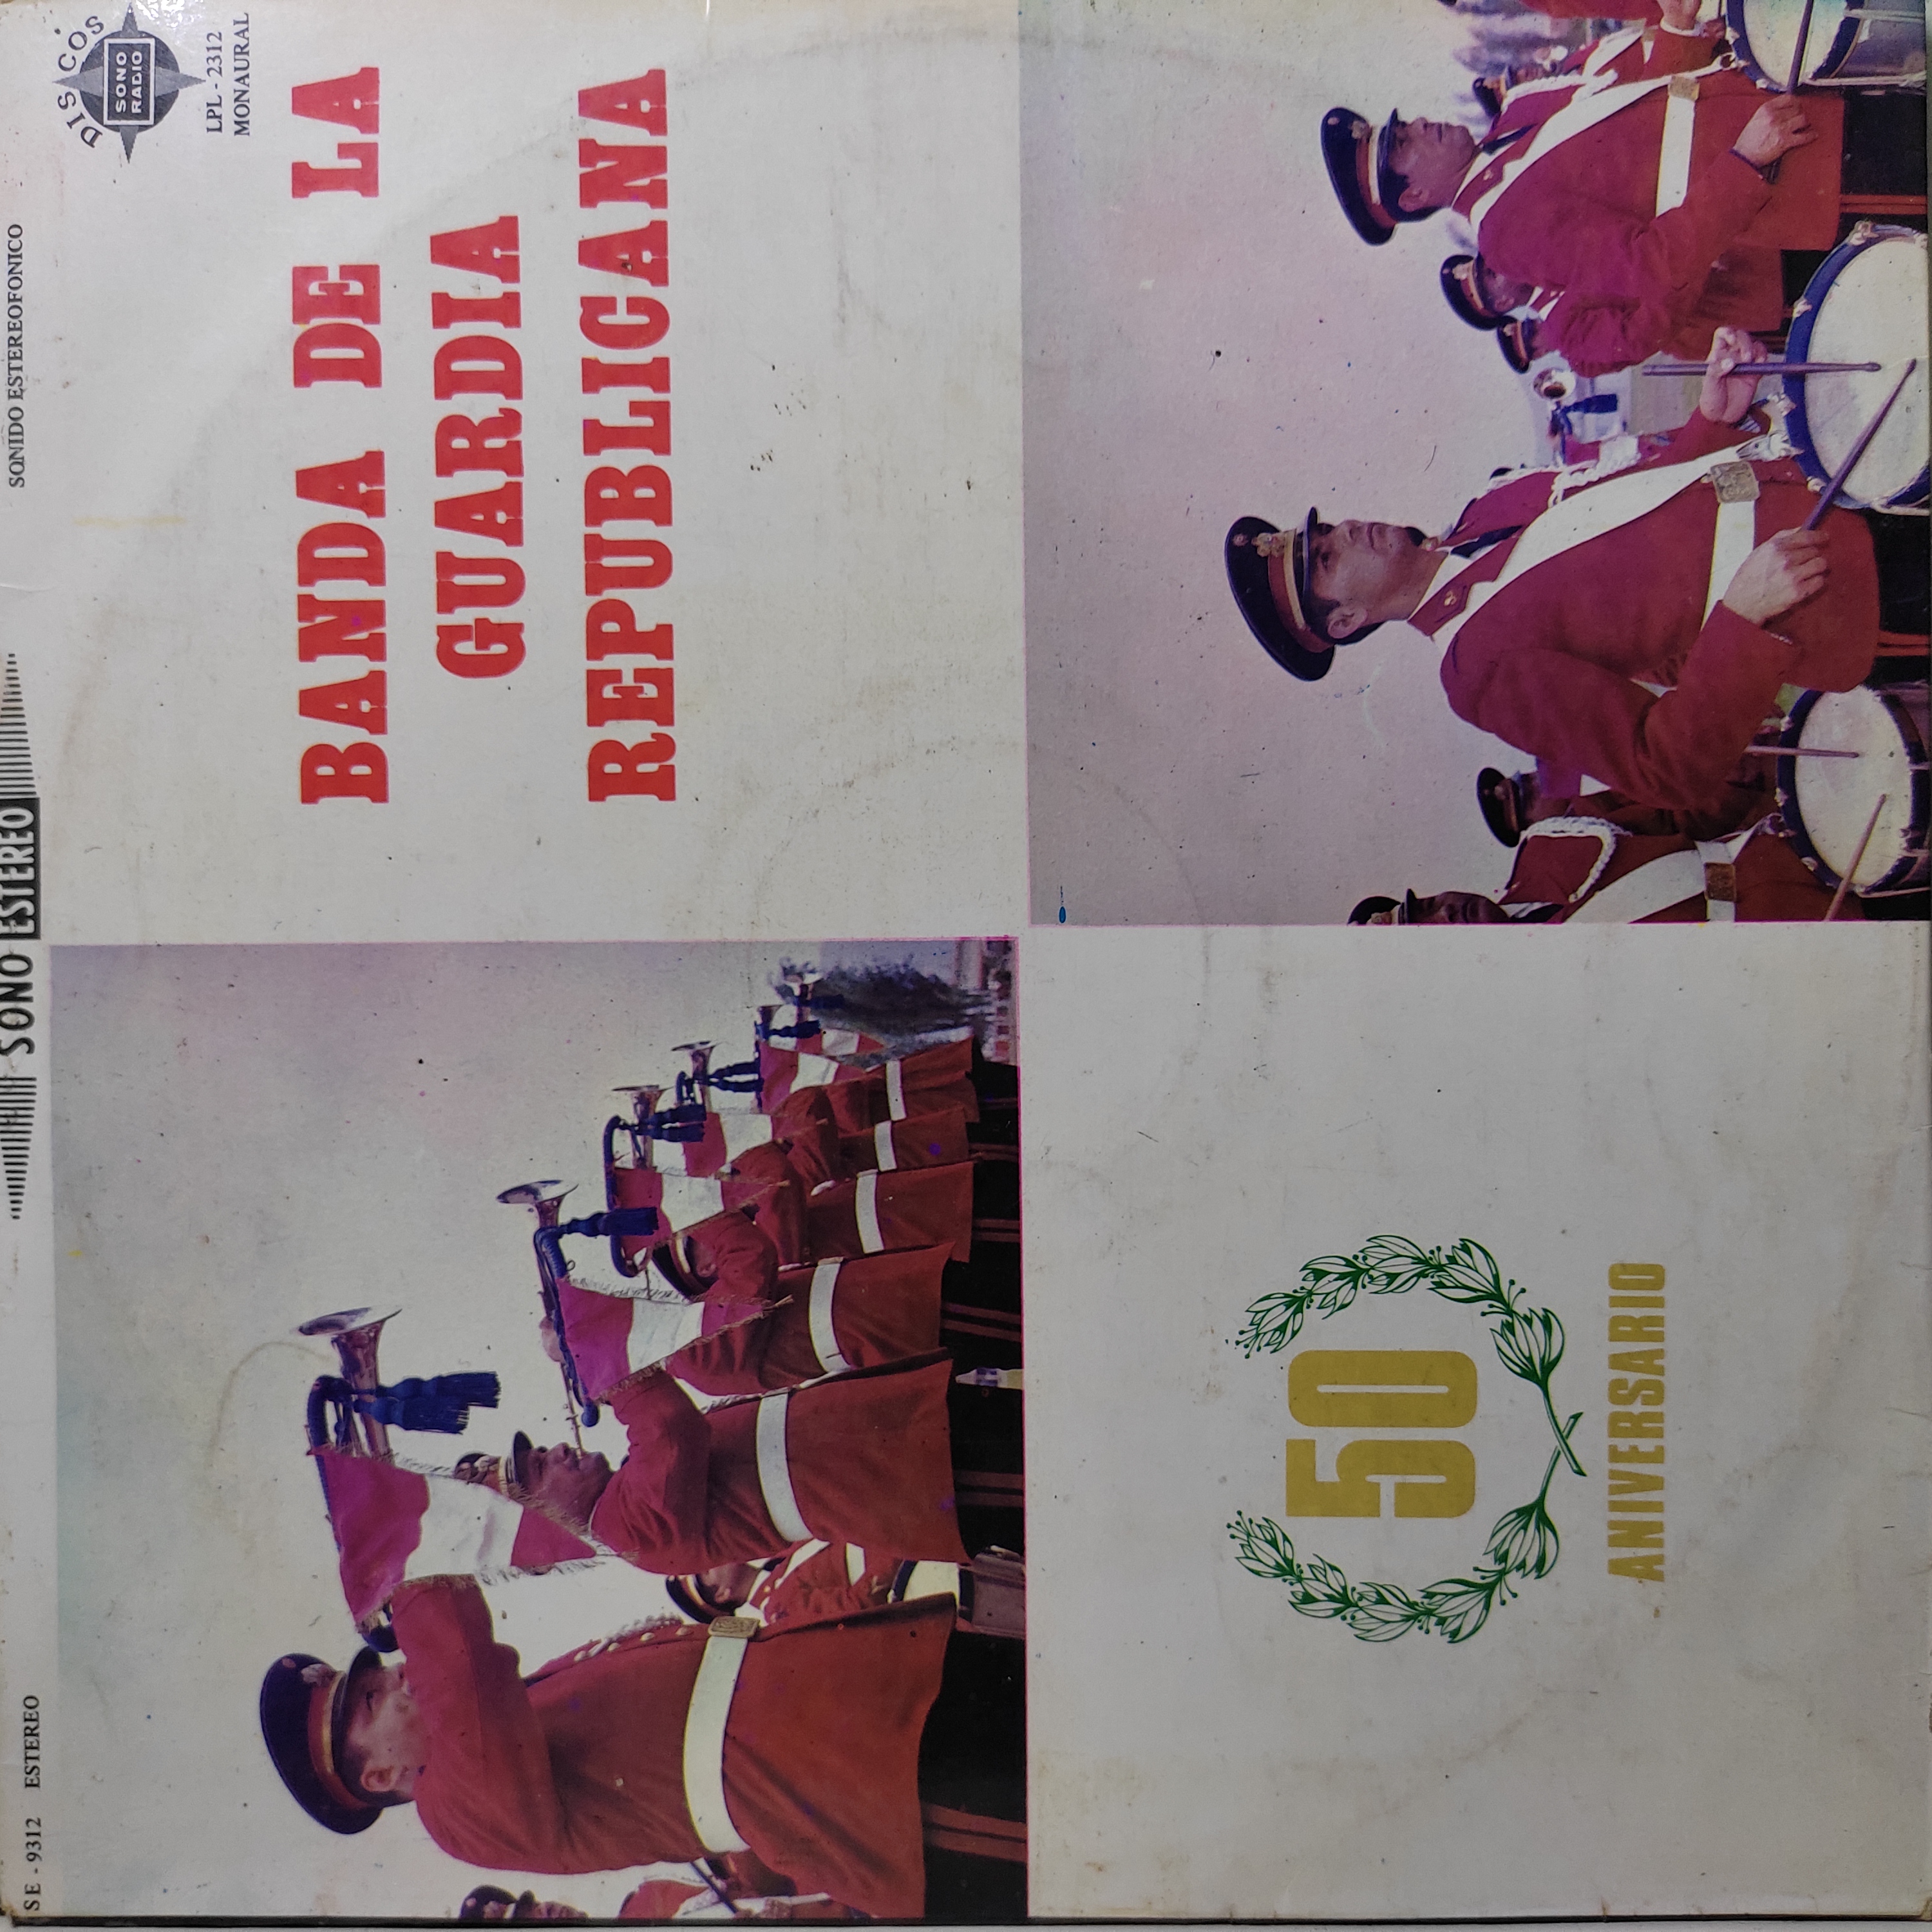 SE - 9312 ESTEREO
SONO ESTEREO
SONIDO ESTEREOFONICO
DISCOS
SONO
RADIO
LPL - 2312
MONAURAL
BANDA DE LA
GUARDIA
REPUBLICANA
50
ANIVERSARIO